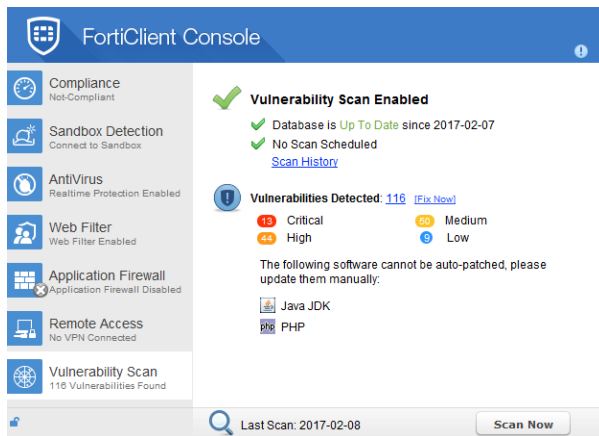 FortiClient Console
Compliance
Not-Compliant
Sandbox Detection
Connect to Sandbox
AntiVirus
Realtime Protection Enabled
Web Filter
Web Filter Enabled
Application Firewall
Application Firewall Disabled
Remote Access
No VPN Connected
Vulnerability Scan
116 Vulnerabilities Found
Vulnerability Scan Enabled
Database is Up To Date since 2017-02-07
No Scan Scheduled
Scan History
Vulnerabilities Detected: 116 [Fix Now]
13 Critical 50 Medium
44 High 9 Low
The following software cannot be auto-patched, please
update them manually:
Java JDK
php PHP
Last Scan: 2017-02-08 Scan Now